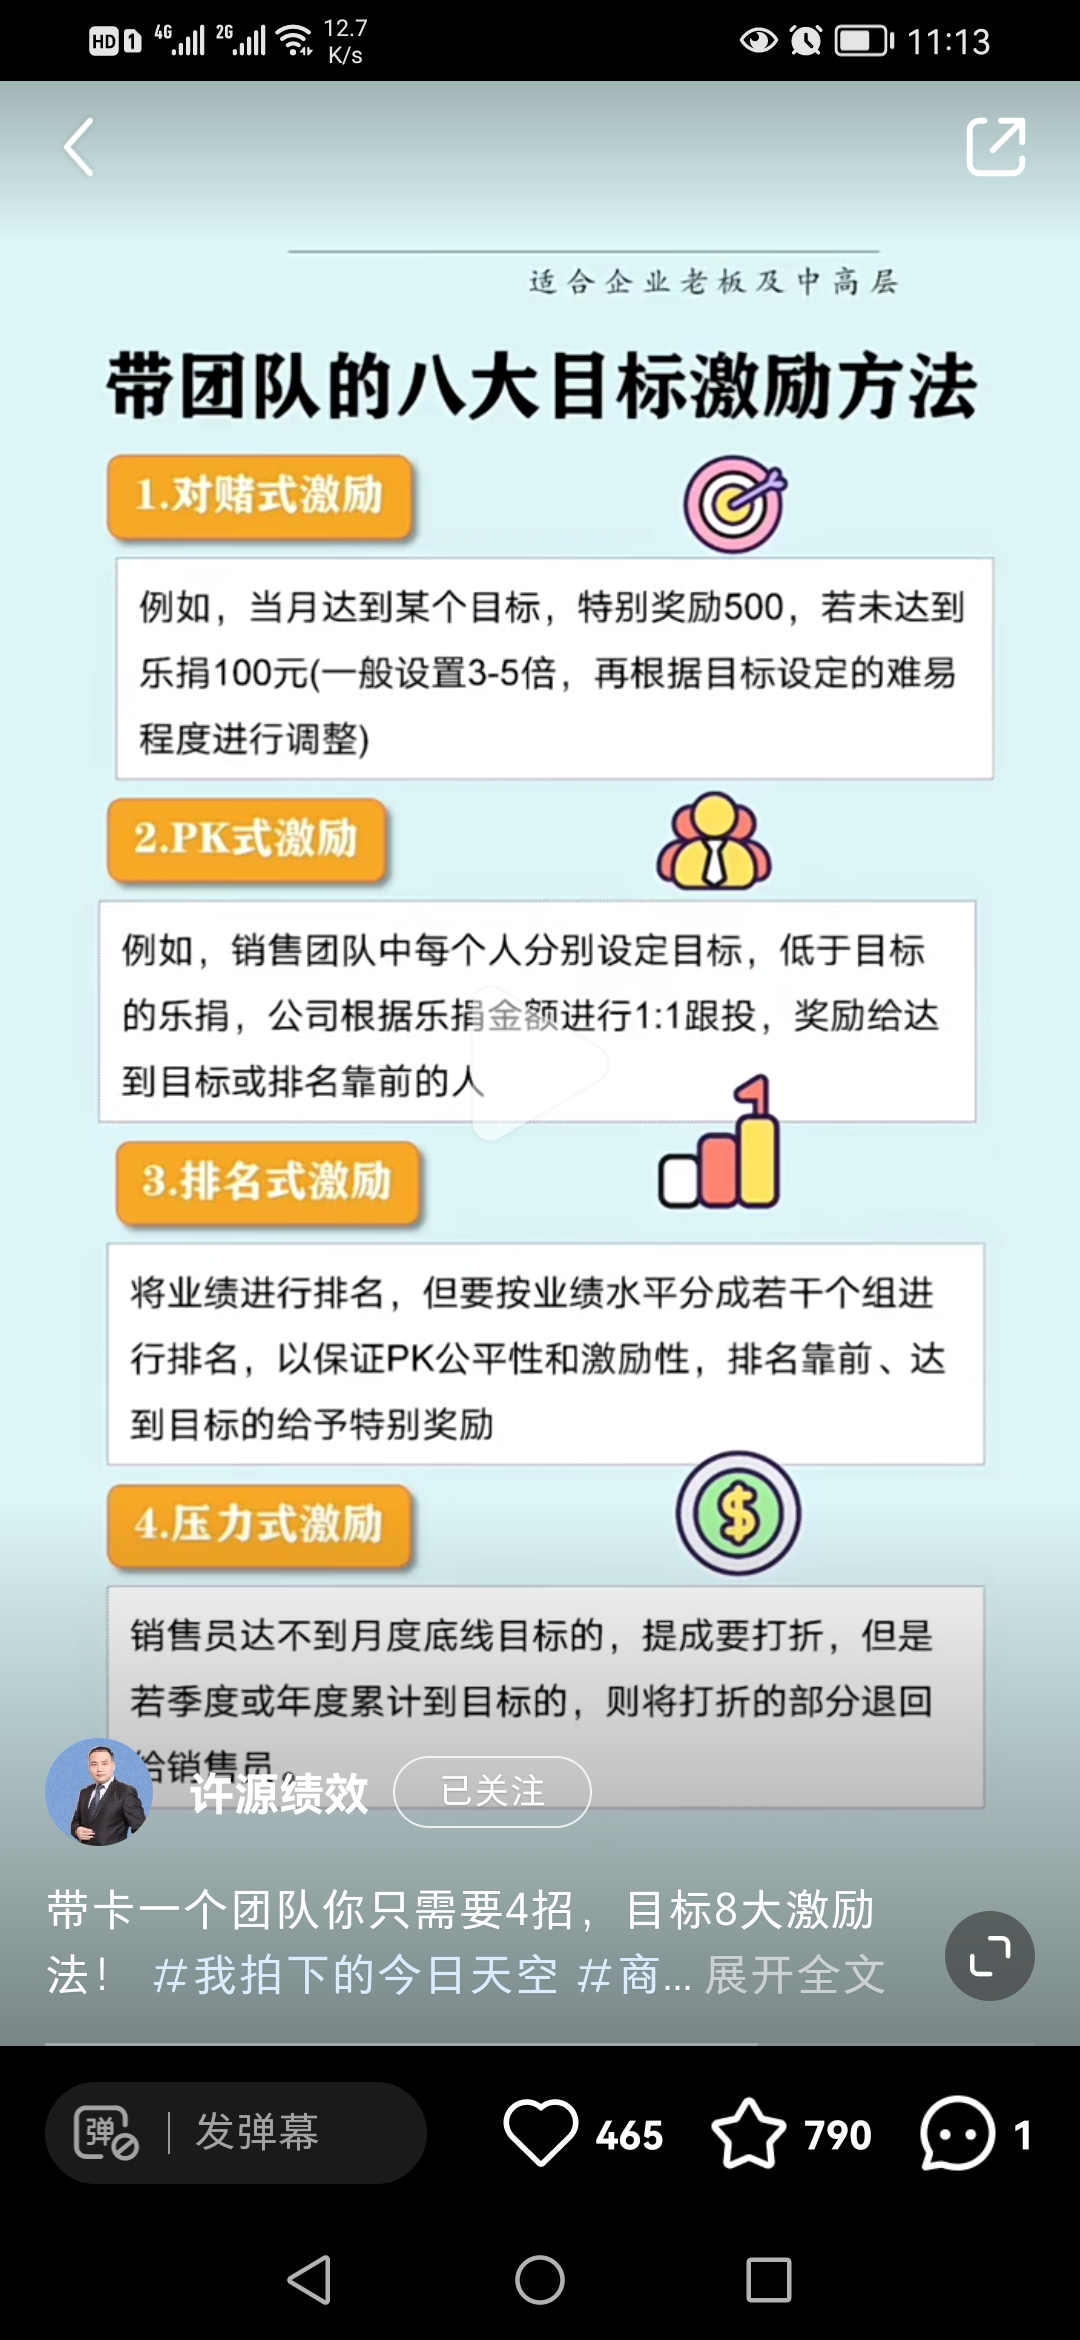 HD 1 4G 2G 12.7 K/s 11:13
适合企业老板及中高层
带团队的八大目标激励方法
1.对赌式激励
例如，当月达到某个目标，特别奖励500，若未达到
乐捐100元(一般设置3-5倍，再根据目标设定的难易
程度进行调整)
2.PK式激励
例如，销售团队中每个人分别设定目标，低于目标
的乐捐，公司根据乐捐金额进行1:1跟投，奖励给达
到目标或排名靠前的人
3.排名式激励
将业绩进行排名，但要按业绩水平分成若干个组进
行排名，以保证PK公平性和激励性，排名靠前、达
到目标的给予特别奖励
4.压力式激励
销售员达不到月度底线目标的，提成要打折，但是
若季度或年度累计到目标的，则将打折的部分退回
给销售员。
许源绩效 已关注
带卡一个团队你只需要4招，目标8大激励
法！ #我拍下的今日天空 #商... 展开全文
弹 发弹幕 465 790 1